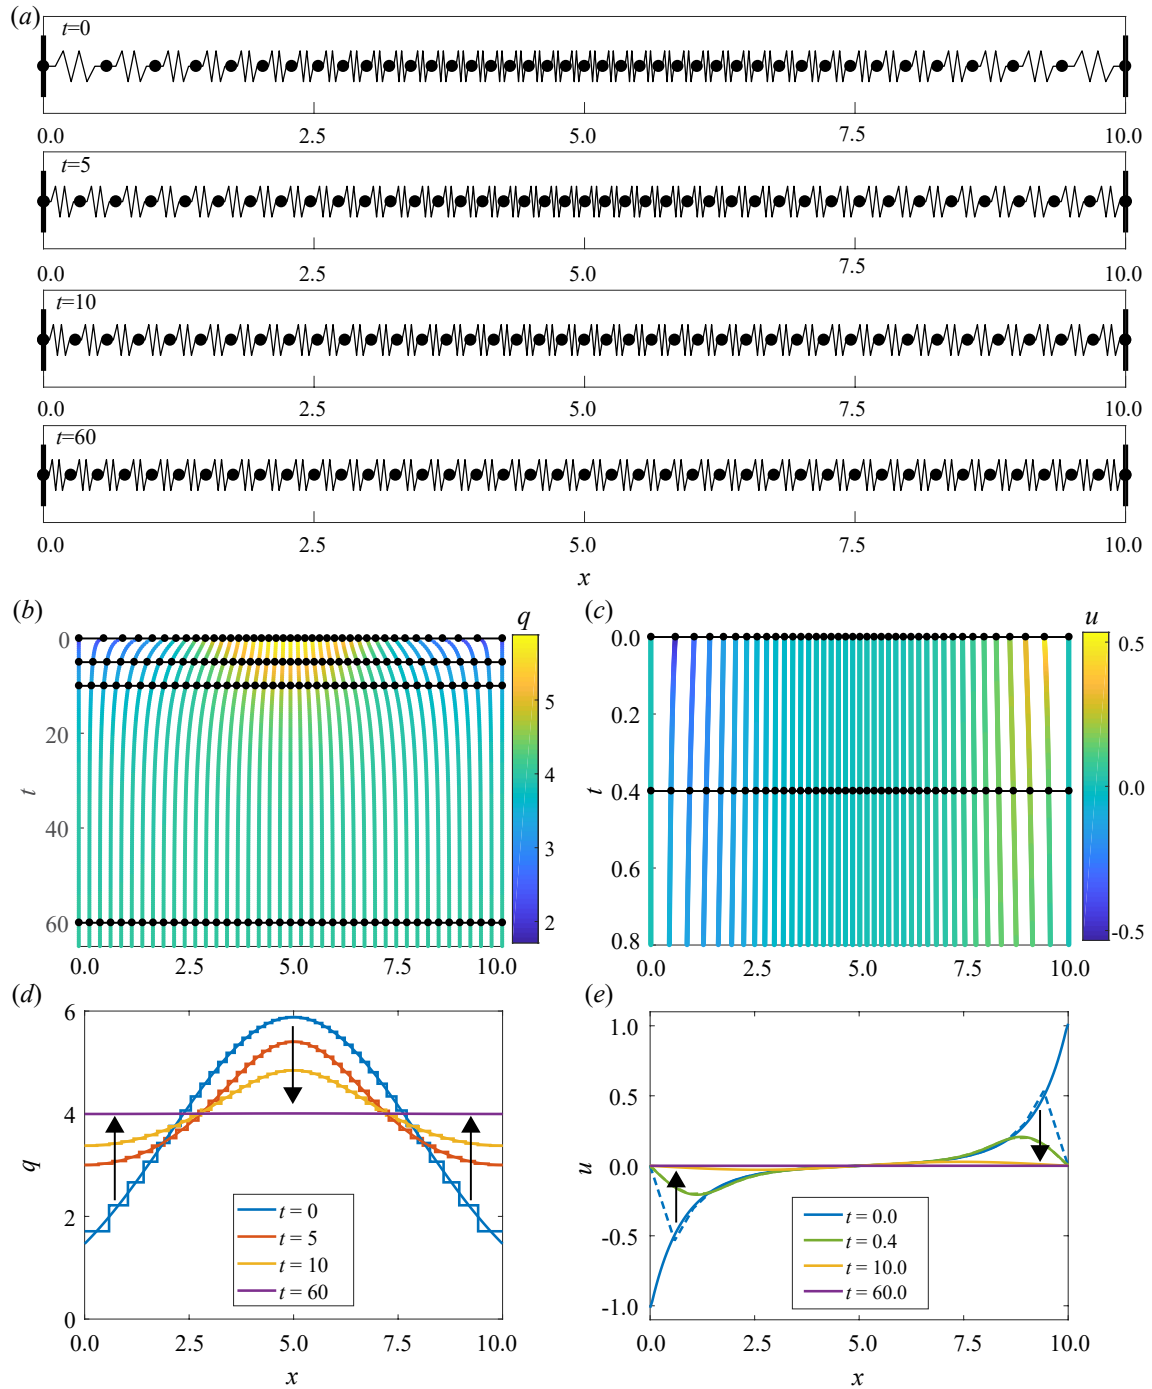 (a)
t=0
0.0 2.5 5.0 7.5 10.0
t=5
0.0 2.5 5.0 7.5 10.0
t=10
0.0 2.5 5.0 7.5 10.0
t=60
0.0 2.5 5.0 7.5 10.0
x
(b)
q
0
20
40
60
t
0.0 2.5 5.0 7.5 10.0
5
4
3
2
(c)
u
0.0
0.2
0.4
0.6
0.8
t
0.0 2.5 5.0 7.5 10.0
0.5
0.0
-0.5
(d)
6
4
2
0
q
t = 0
t = 5
t = 10
t = 60
0.0 2.5 5.0 7.5 10.0
x
(e)
1.0
0.5
0.0
-0.5
-1.0
u
t = 0.0
t = 0.4
t = 10.0
t = 60.0
0.0 2.5 5.0 7.5 10.0
x